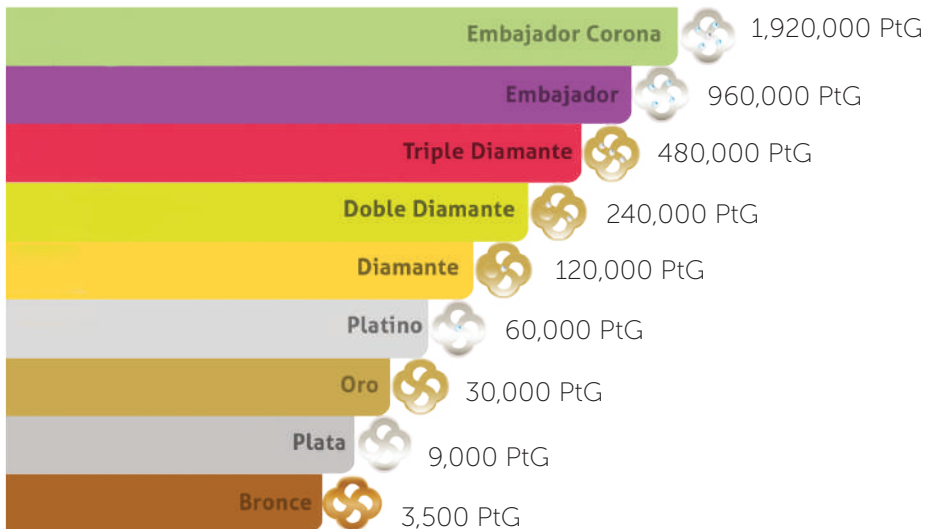 Embajador Corona 1,920,000 PtG
Embajador 960,000 PtG
Triple Diamante 480,000 PtG
Doble Diamante 240,000 PtG
Diamante 120,000 PtG
Platino 60,000 PtG
Oro 30,000 PtG
Plata 9,000 PtG
Bronce 3,500 PtG